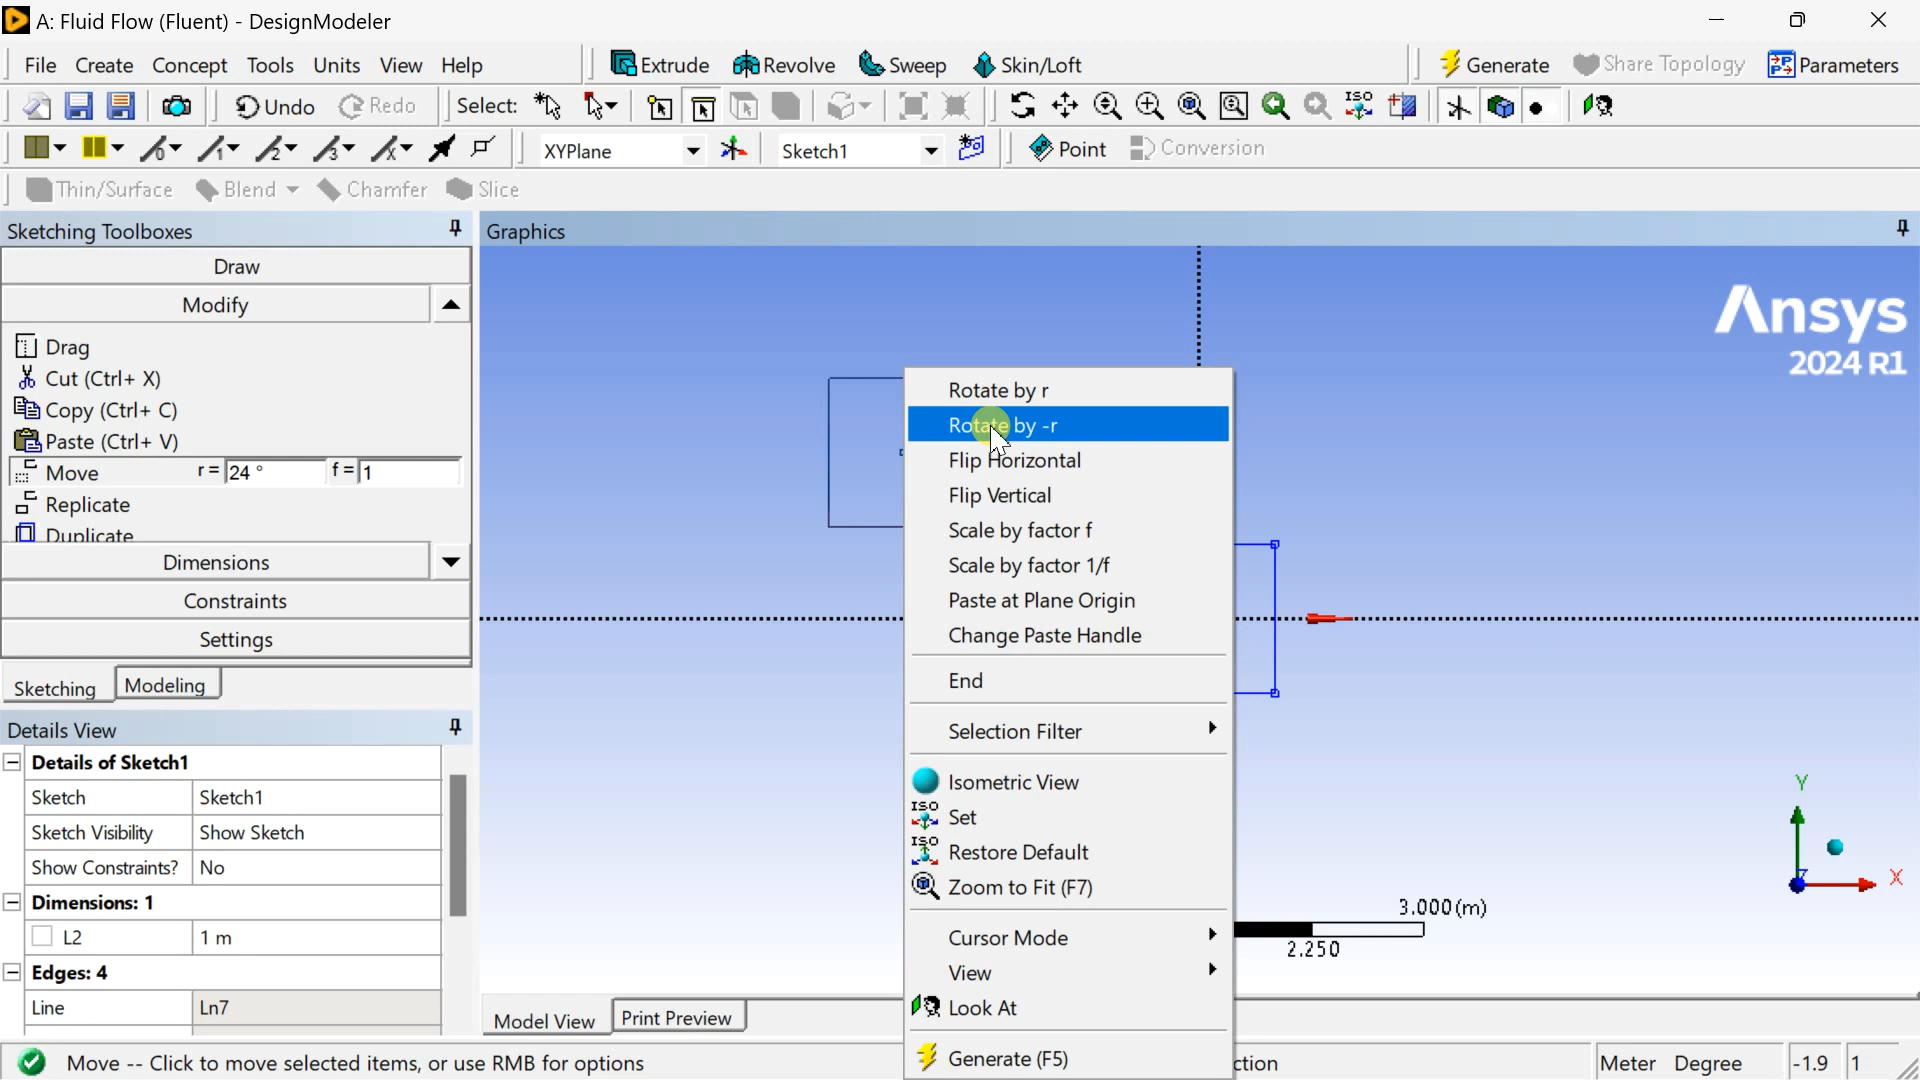 A: Fluid Flow (Fluent) - DesignModeler
File Create Concept Tools Units View Help
Extrude Revolve Sweep Skin/Loft
Generate Share Topology Parameters
Undo Redo Select:
ISO
XYPlane Sketch1 Point Conversion
Thin/Surface Blend Chamfer Slice
Sketching Toolboxes
Draw
Modify
Drag
Cut (Ctrl+ X)
Copy (Ctrl+ C)
Paste (Ctrl+ V)
Move r= 24 ° f= 1
Replicate
Duplicate
Dimensions
Constraints
Settings
Sketching Modeling
Details View
Details of Sketch1
Sketch Sketch1
Sketch Visibility Show Sketch
Show Constraints? No
Dimensions: 1
L2 1 m
Edges: 4
Line Ln7
Graphics
Ansys
2024 R1
Rotate by r
Rotate by -r
Flip Horizontal
Flip Vertical
Scale by factor f
Scale by factor 1/f
Paste at Plane Origin
Change Paste Handle
End
Selection Filter
Isometric View
ISO Set
ISO Restore Default
Zoom to Fit (F7)
Cursor Mode
View
Look At
Generate (F5)
Y
X
Z
3.000 (m)
2.250
Model View Print Preview
Move -- Click to move selected items, or use RMB for options
ction Meter Degree -1.9 1